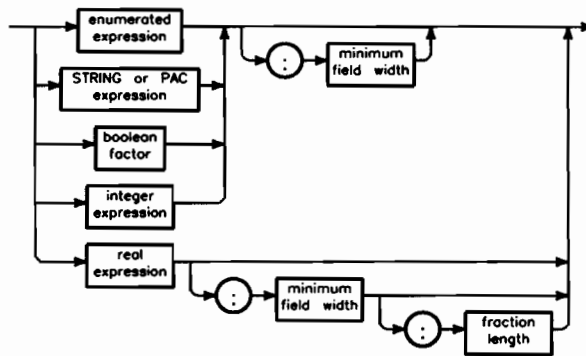 enumerated
expression
:
minimum
field width
STRING or PAC
expression
boolean
factor
integer
expression
real
expression
:
minimum
field width
:
fraction
length